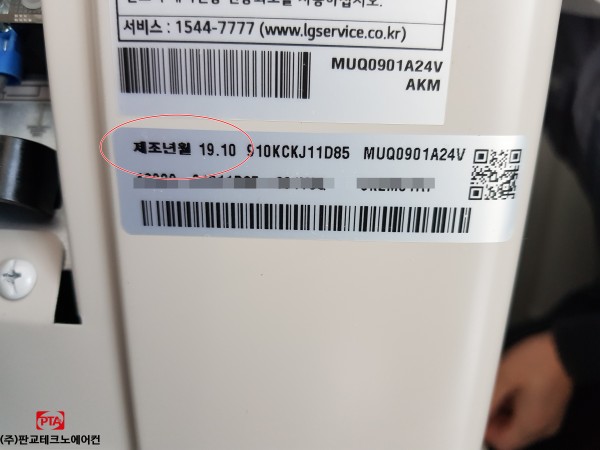 서비스 : 1544-7777 (www.lgservice.co.kr)
MUQ0901A24V
AKM
제조년월 19.10 910KCKJ11D85 MUQ0901A24V
PTA
(주)판교테크노에어컨